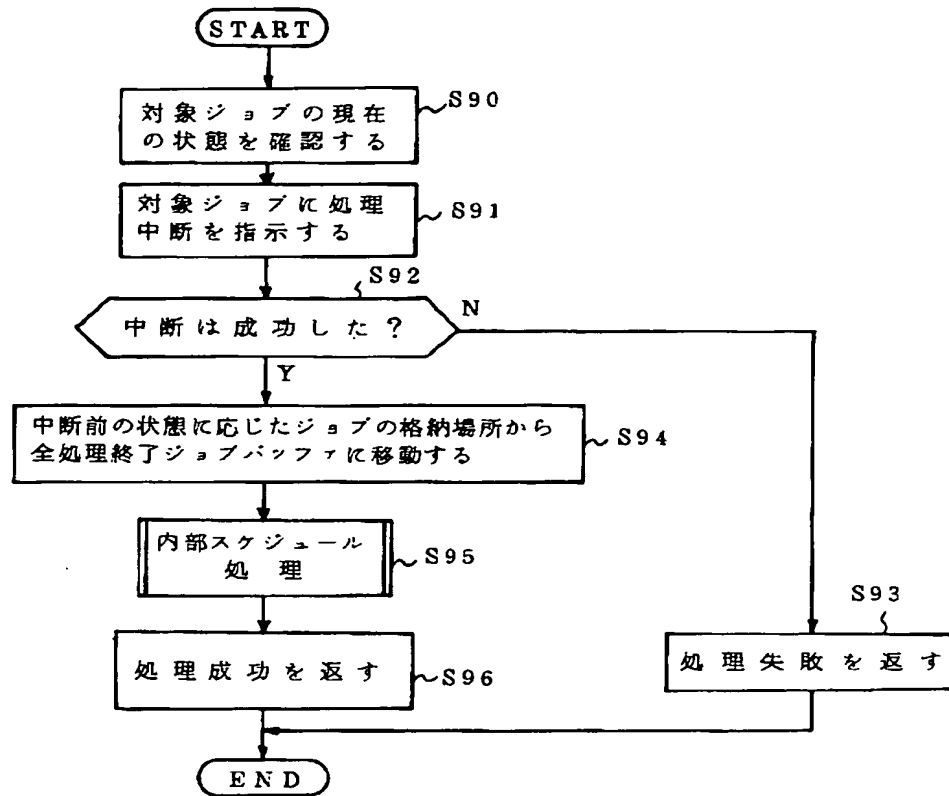 START
S90
対象ジョブの現在
の状態を確認する
対象ジョブに処理
中断を指示する
S91
S92
中断は成功した?
N
Y
中断前の状態に応じたジョブの格納場所から
全処理終了ジョブバッファに移動する
S94
内部スケジュール
処理
S95
S93
処理成功を返す
S96
処理失敗を返す
END